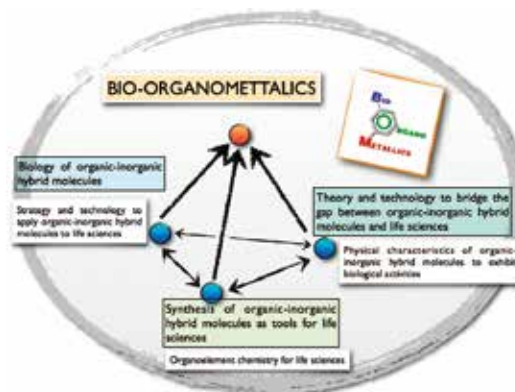 BIO-ORGANOMETTALICS
BIO
ORGANO
METALLICS
Biology of organic-inorganic
hybrid molecules
Strategy and technology to
apply organic-inorganic hybrid
molecules to life sciences
Theory and technology to bridge the
gap between organic-inorganic hybrid
molecules and life sciences
Physical characteristics of organic-
inorganic hybrid molecules to exhibit
biological activities
Synthesis of organic-inorganic
hybrid molecules as tools for life
sciences
Organoelement chemistry for life sciences